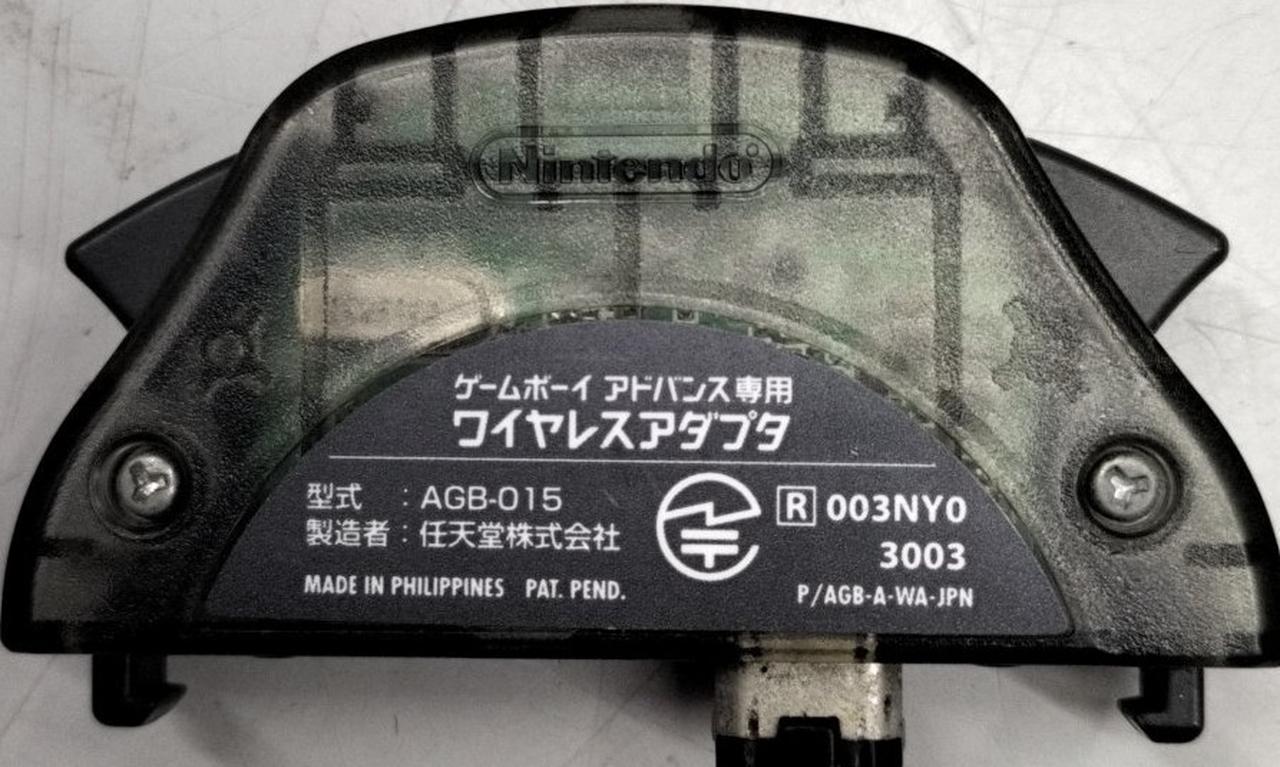 Nintendo®
ゲームボーイ アドバンス専用
ワイヤレスアダプタ
型式 : AGB-015
製造者 : 任天堂株式会社
R 003NY0
3003
MADE IN PHILIPPINES PAT. PEND.
P/AGB-A-WA-JPN